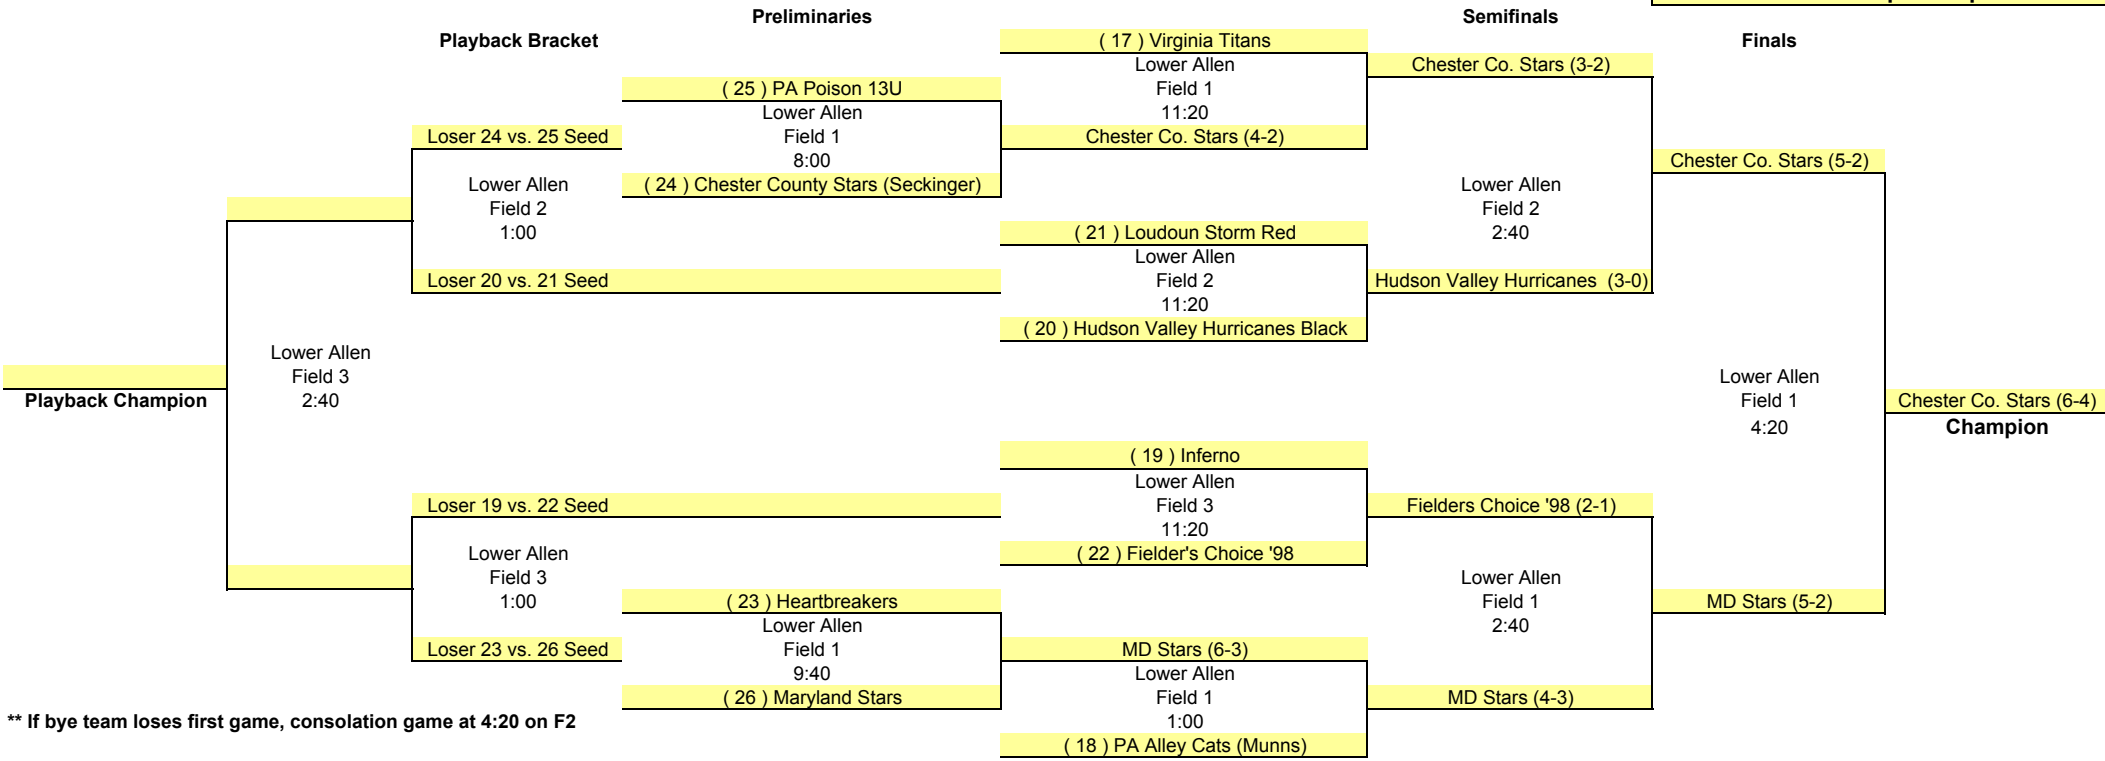 Preliminaries
Semifinals
Playback Bracket
( 17 ) Virginia Titans
Finals
Lower Allen
Chester Co. Stars (3-2)
( 25 ) PA Poison 13U
Field 1
Lower Allen
11:20
Loser 24 vs. 25 Seed
Field 1
Chester Co. Stars (4-2)
8:00
Chester Co. Stars (5-2)
Lower Allen
( 24 ) Chester County Stars (Seckinger)
Lower Allen
Field 2
Field 2
1:00
( 21 ) Loudoun Storm Red
2:40
Lower Allen
Loser 20 vs. 21 Seed
Field 2
Hudson Valley Hurricanes (3-0)
11:20
( 20 ) Hudson Valley Hurricanes Black
Lower Allen
Field 3
Lower Allen
Playback Champion
2:40
Field 1
Chester Co. Stars (6-4)
4:20
Champion
( 19 ) Inferno
Lower Allen
Loser 19 vs. 22 Seed
Field 3
Fielders Choice '98 (2-1)
11:20
Lower Allen
( 22 ) Fielder's Choice '98
Field 3
Lower Allen
1:00
( 23 ) Heartbreakers
Field 1
MD Stars (5-2)
Lower Allen
2:40
Loser 23 vs. 26 Seed
Field 1
MD Stars (6-3)
9:40
Lower Allen
( 26 ) Maryland Stars
Field 1
MD Stars (4-3)
** If bye team loses first game, consolation game at 4:20 on F2
1:00
( 18 ) PA Alley Cats (Munns)